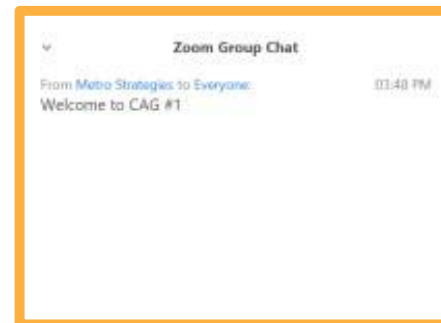 Zoom Group Chat
From Metro Strategies to Everyone: 03:48 PM
Welcome to CAG #1